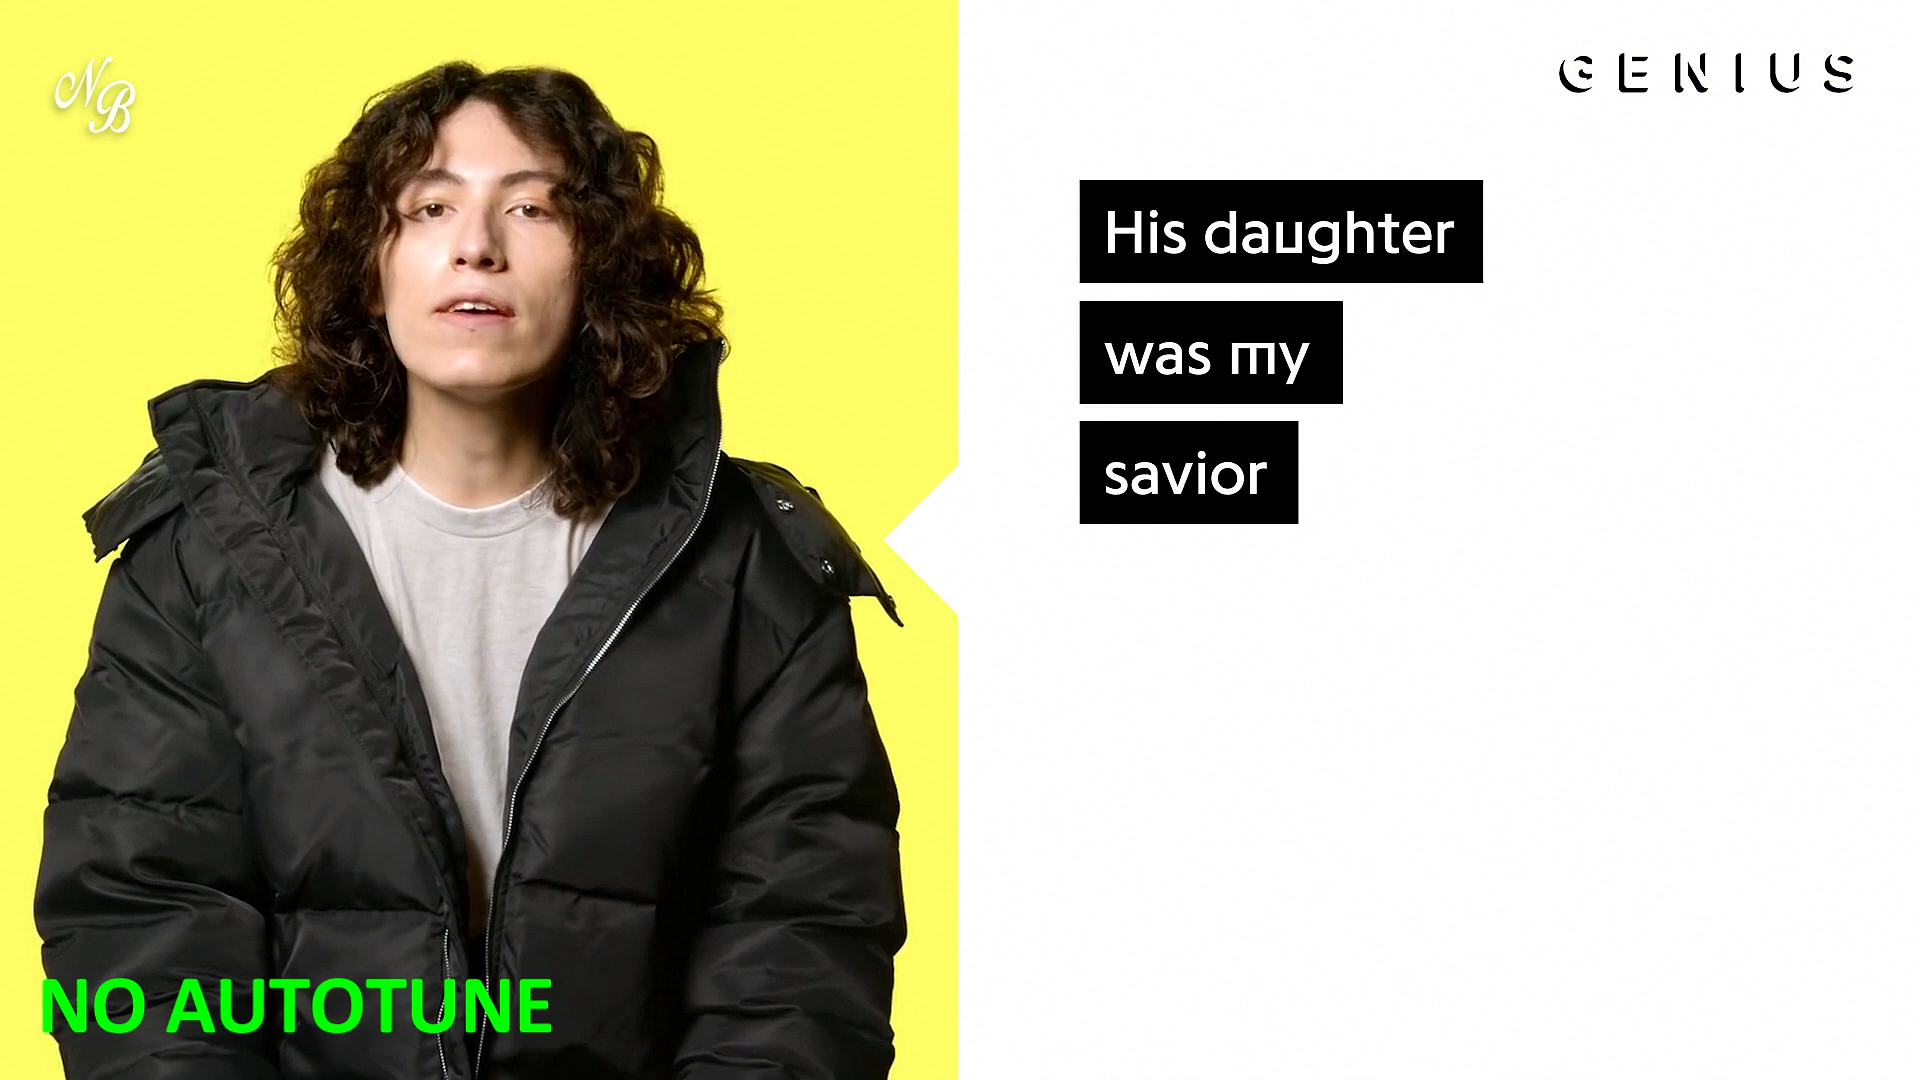 NB
GENIUS
His daughter
was my
savior
NO AUTOTUNE